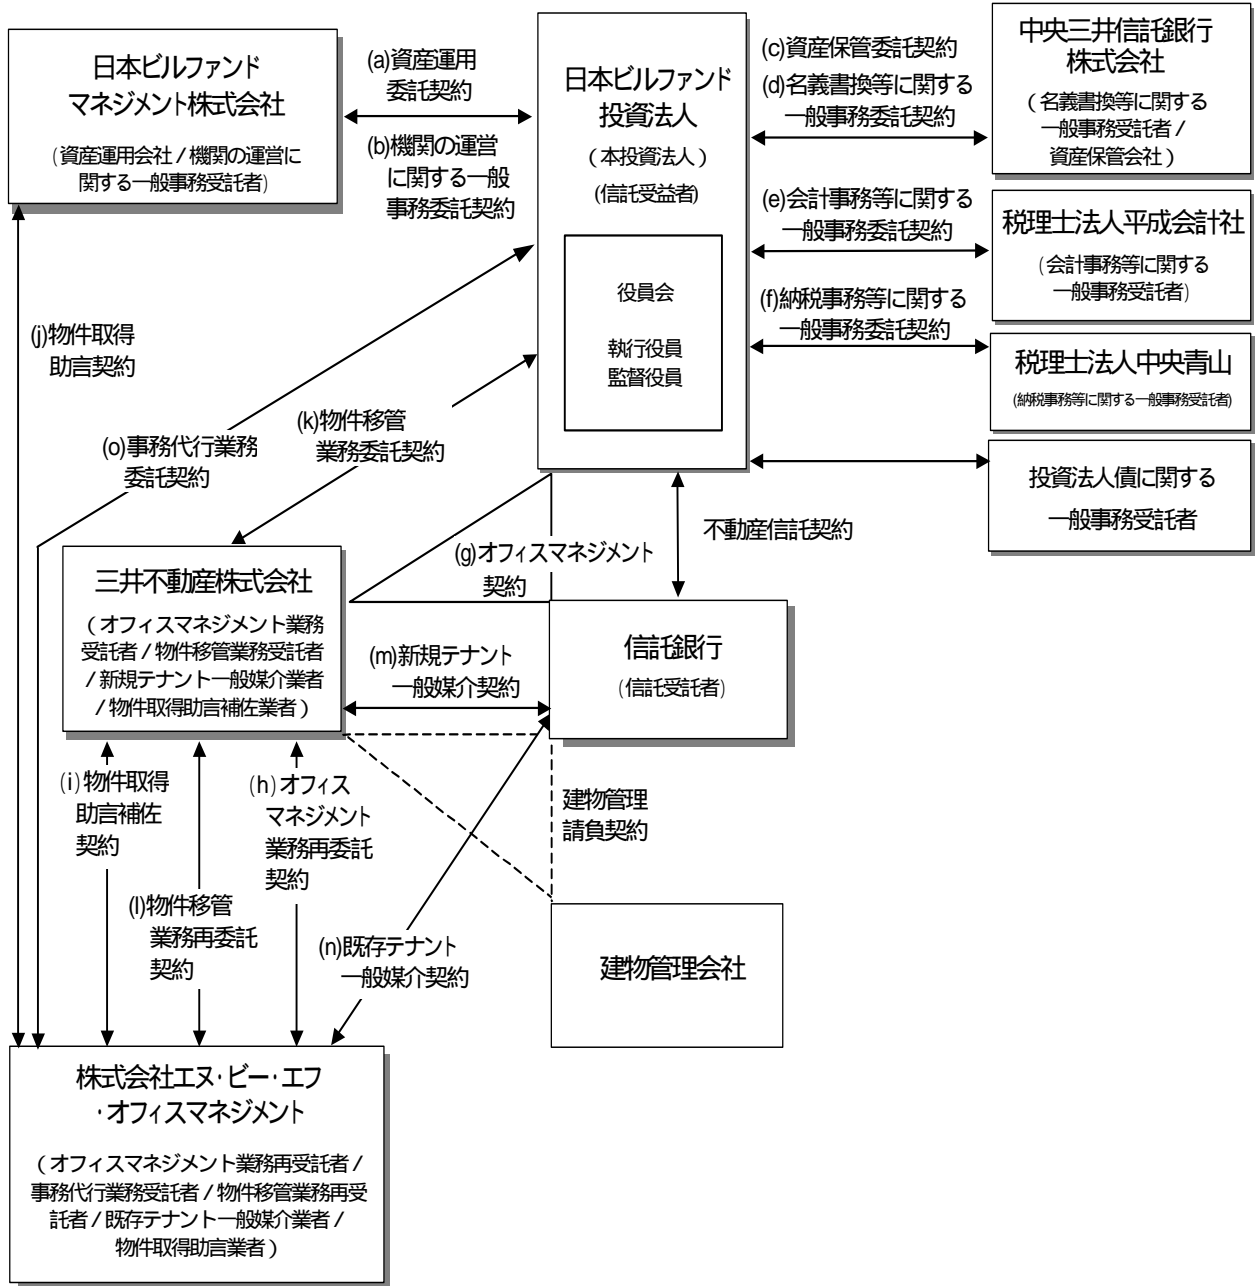 日本ビルファンド
マネジメント株式会社
(資産運用会社/機関の運営に
関する一般事務受託者)
(a)資産運用
委託契約
(b)機関の運営
に関する一般
事務委託契約
日本ビルファンド
投資法人
(本投資法人)
(信託受益者)
役員会
執行役員
監督役員
(c)資産保管委託契約
(d)名義書換等に関する
一般事務委託契約
中央三井信託銀行
株式会社
(名義書換等に関する
一般事務受託者/
資産保管会社)
(e)会計事務等に関する
一般事務委託契約
税理士法人平成会計社
(会計事務等に関する
一般事務受託者)
(f)納税事務等に関する
一般事務委託契約
税理士法人中央青山
(納税事務等に関する一般事務受託者)
投資法人債に関する
一般事務受託者
(j)物件取得
助言契約
(o)事務代行業務
委託契約
(k)物件移管
業務委託契約
(g)オフィスマネジメント
契約
不動産信託契約
三井不動産株式会社
(オフィスマネジメント業務
受託者/物件移管業務受託者
/新規テナント一般媒介業者
/物件取得助言補佐業者)
(m)新規テナント
一般媒介契約
信託銀行
(信託受託者)
(i)物件取得
助言補佐
契約
(l)物件移管
業務再委託
契約
(h)オフィス
マネジメント
業務再委託
契約
(n)既存テナント
一般媒介契約
建物管理
請負契約
建物管理会社
株式会社エヌ・ビー・エフ
・オフィスマネジメント
(オフィスマネジメント業務再受託者/
事務代行業務受託者/物件移管業務再受
託者/既存テナント一般媒介業者/
物件取得助言業者)